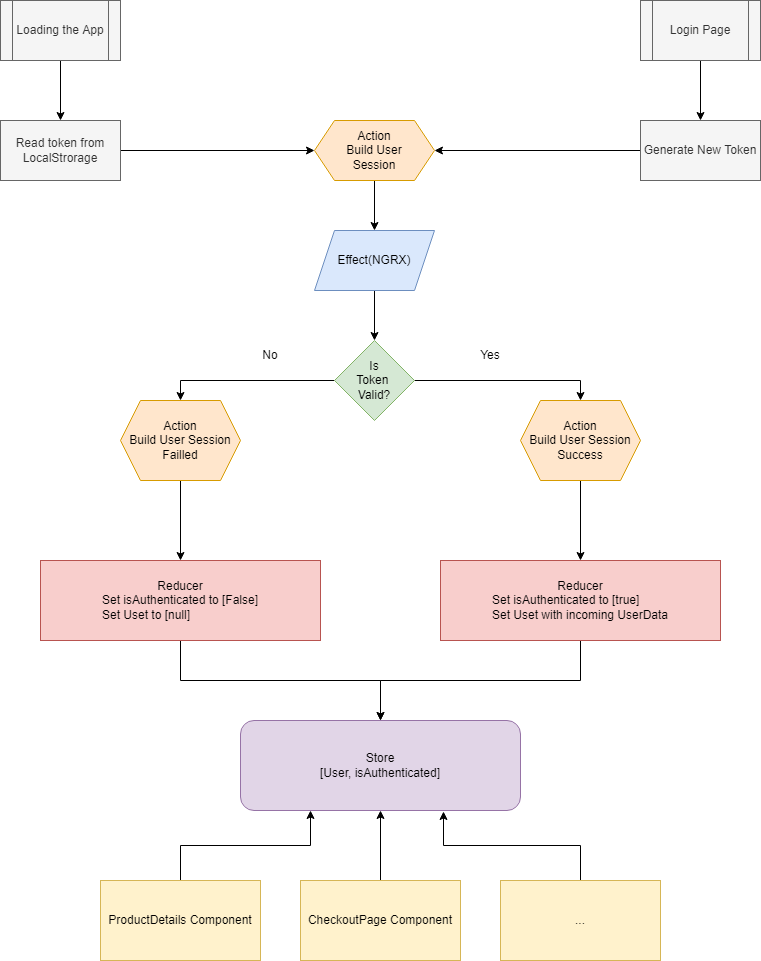 Loading the App
Login Page
Read token from
LocalStrorage
Action
Build User
Session
Generate New Token
Effect(NGRX)
No
Is
Token
Valid?
Yes
Action
Build User Session
Failled
Action
Build User Session
Success
Reducer
Set isAuthenticated to [False]
Set Uset to [null]
Reducer
Set isAuthenticated to [true]
Set Uset with incoming UserData
Store
[User, isAuthenticated]
ProductDetails Component
CheckoutPage Component
...